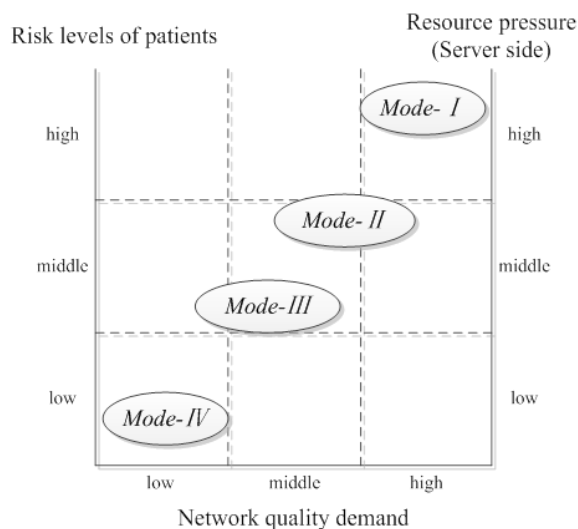 Risk levels of patients
Resource pressure
(Server side)
high
Mode- I
high
Mode- II
middle
middle
Mode-III
low
Mode-IV
low
low
middle
high
Network quality demand